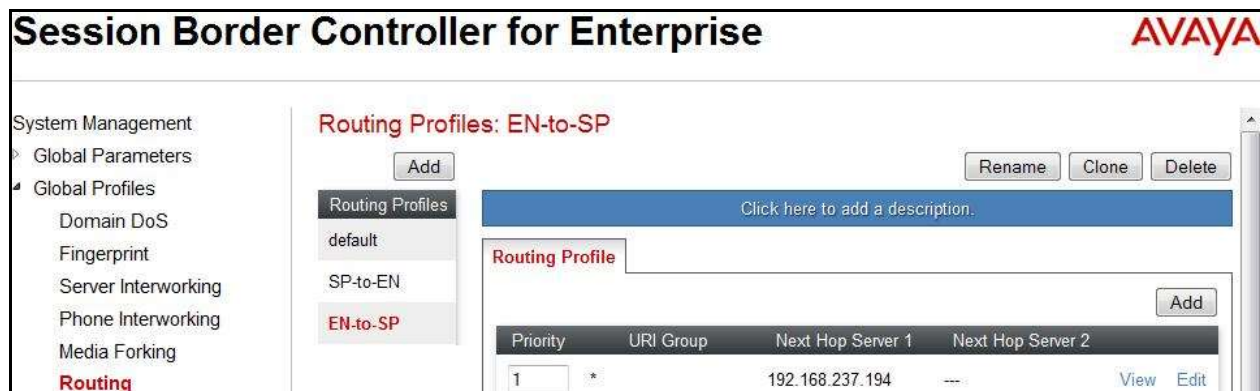 Session Border Controller for Enterprise
AVAYA
System Management
Global Parameters
Global Profiles
Domain DoS
Fingerprint
Server Interworking
Phone Interworking
Media Forking
Routing
Routing Profiles: EN-to-SP
Add
Rename Clone Delete
Routing Profiles
default
SP-to-EN
EN-to-SP
Click here to add a description.
Routing Profile
Add
Priority URI Group Next Hop Server 1 Next Hop Server 2
1 * 192.168.237.194 --- View Edit